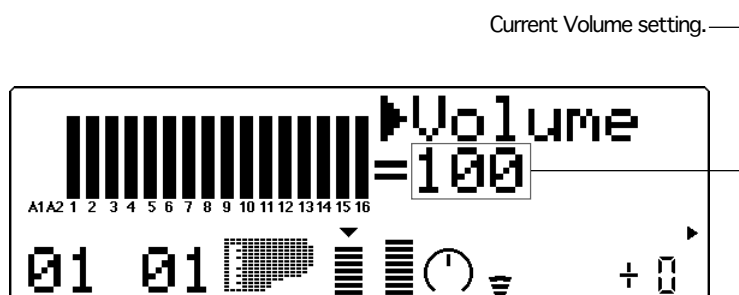 Current Volume setting.
Volume
=100
A1 A2 1 2 3 4 5 6 7 8 9 10 11 12 13 14 15 16
01 01 + 0